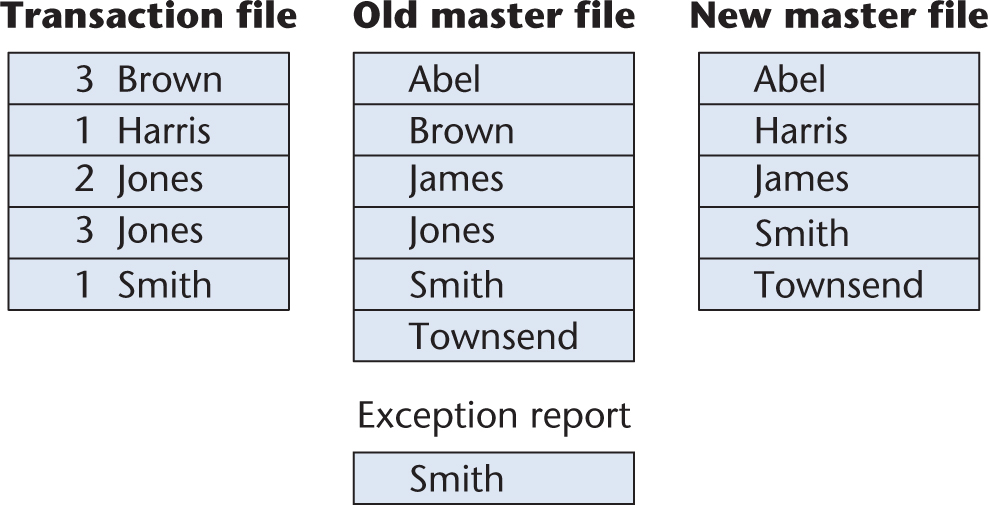 Transaction file
3 Brown
1 Harris
2 Jones
3 Jones
1 Smith
Old master file
Abel
Brown
James
Jones
Smith
Townsend
New master file
Abel
Harris
James
Smith
Townsend
Exception report
Smith